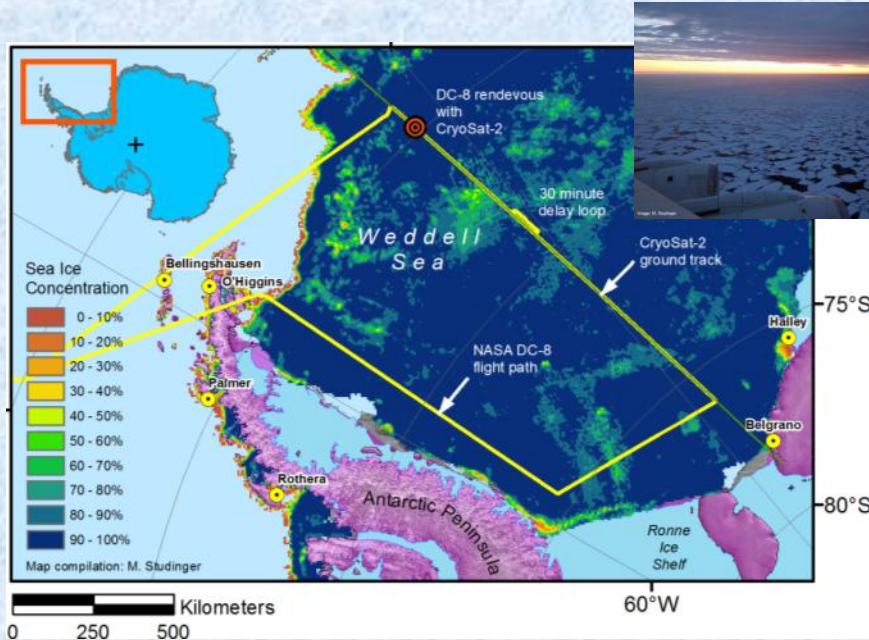 DC-8 rendevous
with
CryoSat-2
Image: M. Studinger
30 minute
delay loop
Weddell
Sea
CryoSat-2
ground track
Bellingshausen
O'Higgins
Sea Ice
Concentration
0 - 10%
10 - 20%
20 - 30%
30 - 40%
40 - 50%
50 - 60%
60 - 70%
70 - 80%
80 - 90%
90 - 100%
Map compilation: M. Studinger
75°S
Halley
NASA DC-8
flight path
Palmer
Belgrano
Rothera
Antarctic Peninsula
80°S
Ronne
Ice
Shelf
Kilometers
0 250 500
60°W